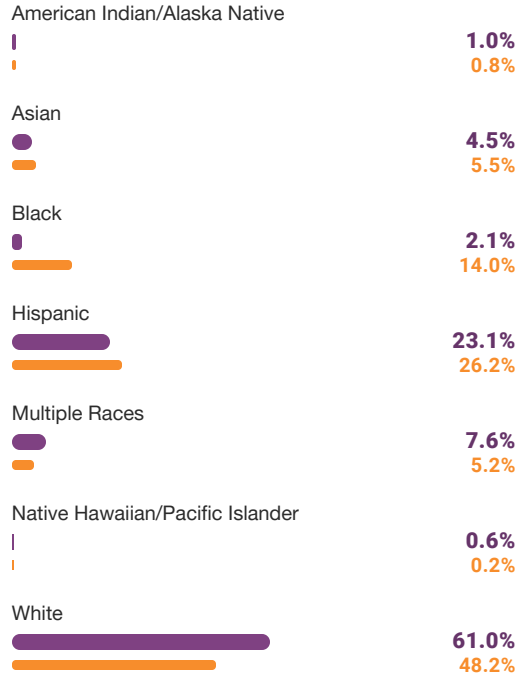 American Indian/Alaska Native
1.0%
0.8%
Asian
4.5%
5.5%
Black
2.1%
14.0%
Hispanic
23.1%
26.2%
Multiple Races
7.6%
5.2%
Native Hawaiian/Pacific Islander
0.6%
0.2%
White
61.0%
48.2%